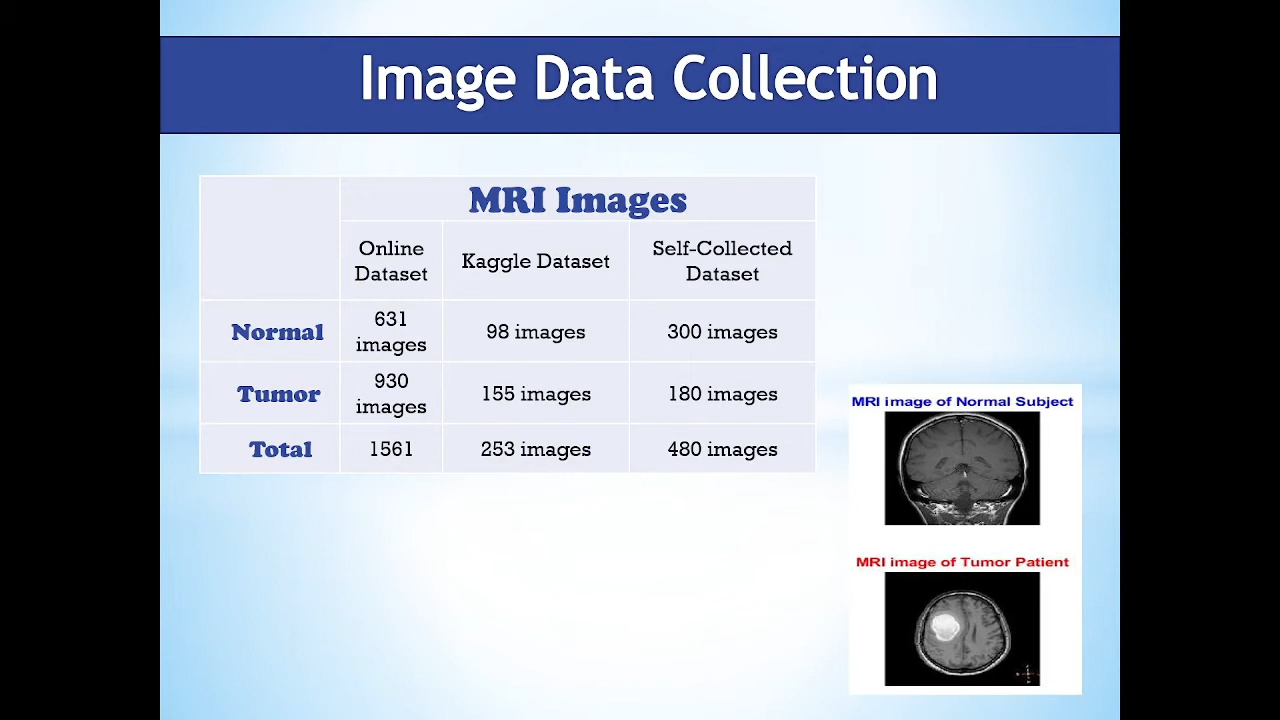 Image Data Collection
MRI Images
Online
Dataset
Kaggle Dataset
Self-Collected
Dataset
Normal
631
images
98 images
300 images
Tumor
930
images
155 images
180 images
Total
1561
253 images
480 images
MRI image of Normal Subject
MRI image of Tumor Patient